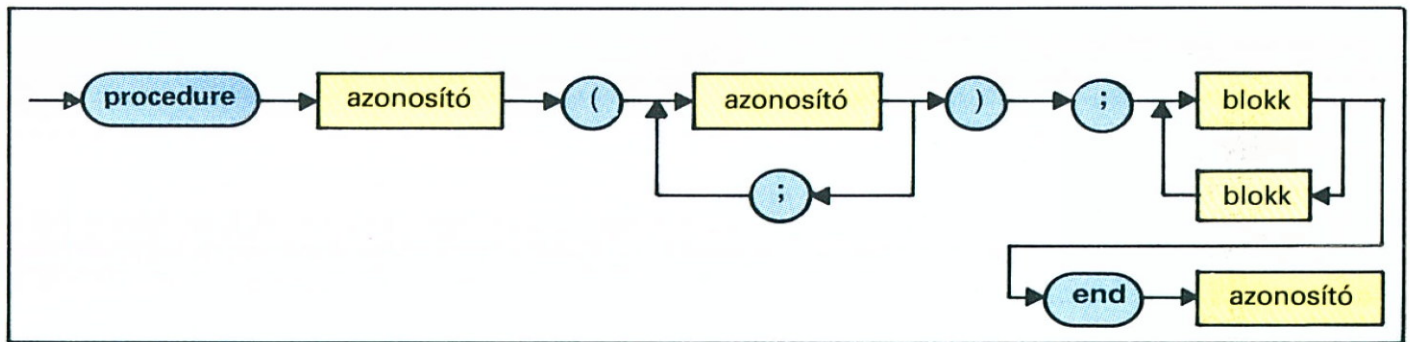 procedure azonosító ( azonosító ) ; blokk
; blokk
end azonosító